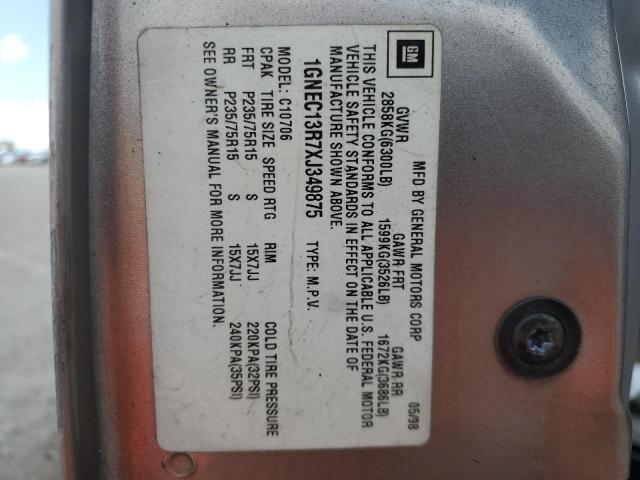 GM
MFD BY GENERAL MOTORS CORP 05/98
GVWR GAWR FRT GAWR RR
2858KG(6300LB) 1599KG(3526LB) 1672KG(3686LB)
THIS VEHICLE CONFORMS TO ALL APPLICABLE U.S. FEDERAL MOTOR
VEHICLE SAFETY STANDARDS IN EFFECT ON THE DATE OF
MANUFACTURE SHOWN ABOVE.
1GNEC13R7XJ349875 TYPE: M.P.V.
MODEL: C10706
CPAK TIRE SIZE SPEED RTG RIM COLD TIRE PRESSURE
FRT P235/75R15 S 15X7JJ 220KPA(32PSI)
RR P235/75R15 S 15X7JJ 240KPA(35PSI)
SEE OWNER'S MANUAL FOR MORE INFORMATION.